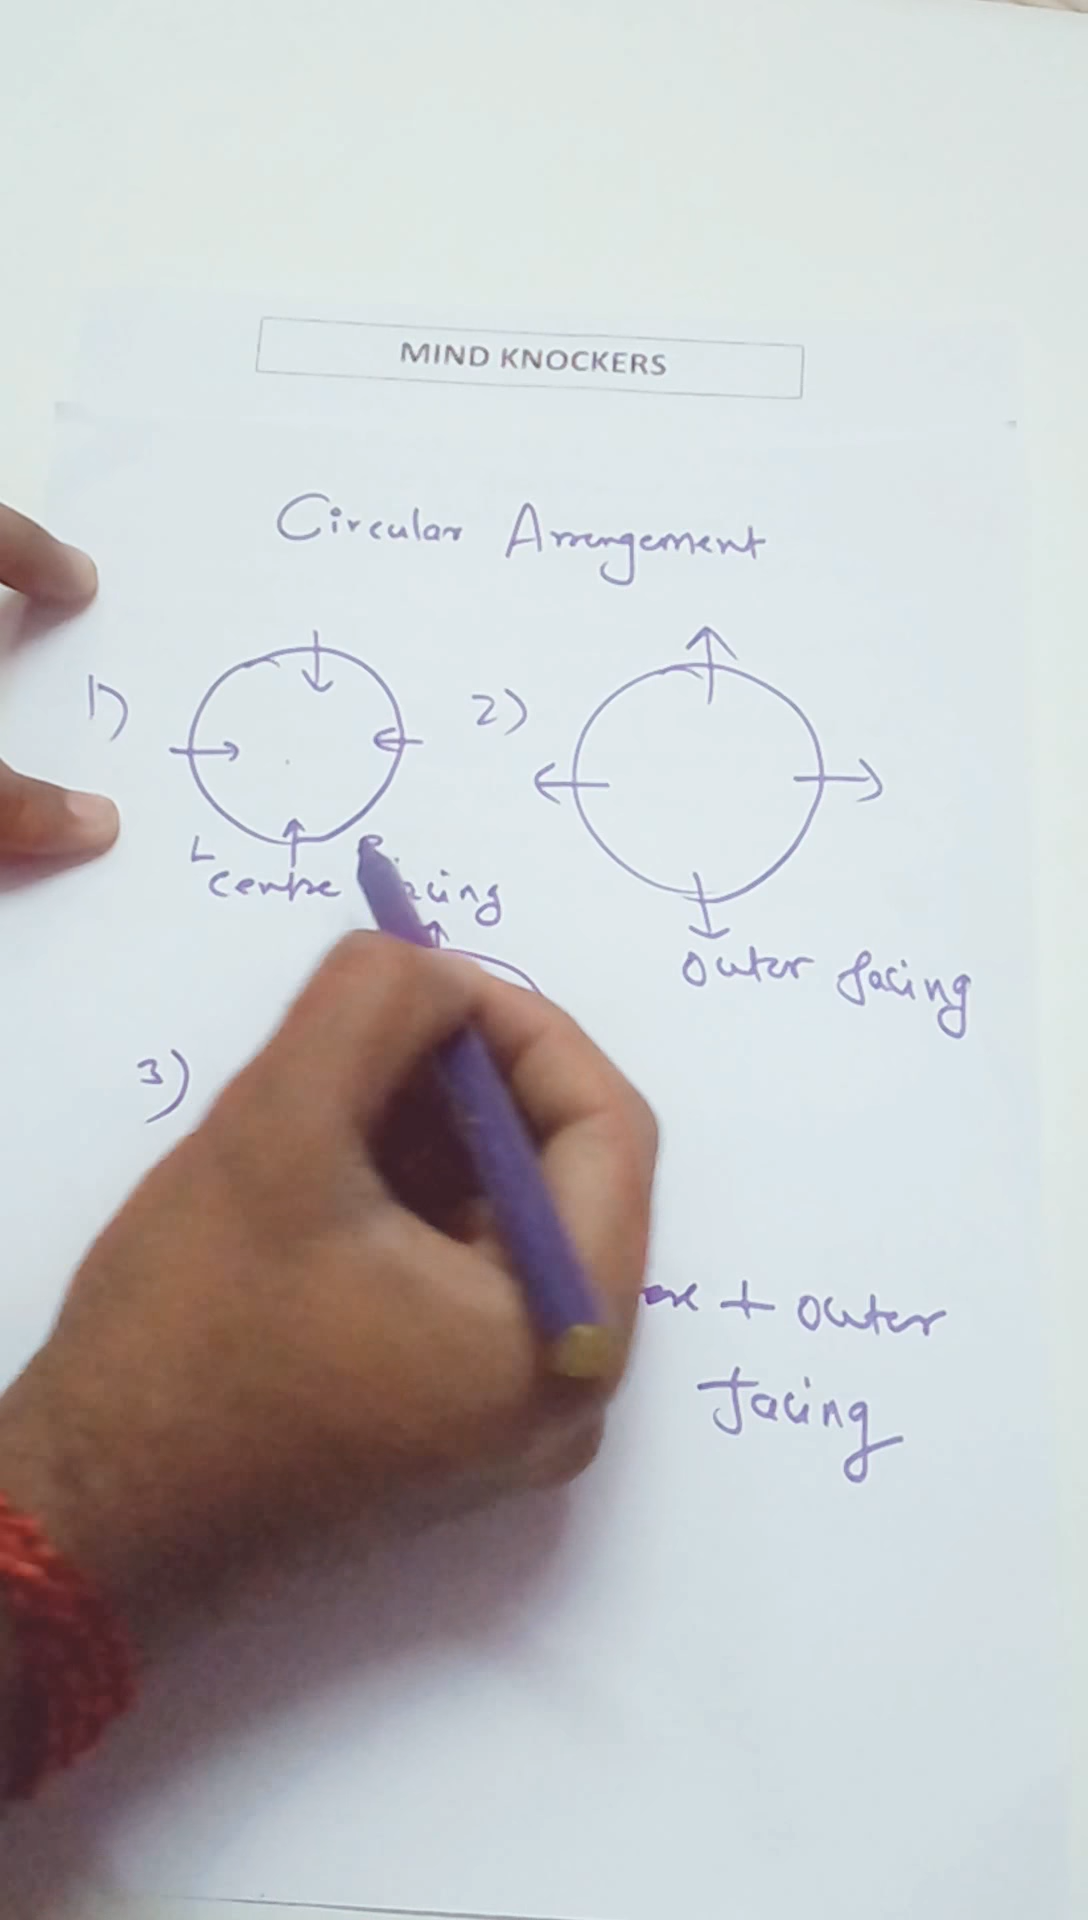 MIND KNOCKERS
Circular Arrangement
1)
2)
L
centre
outer facing
3)
+ outer
facing